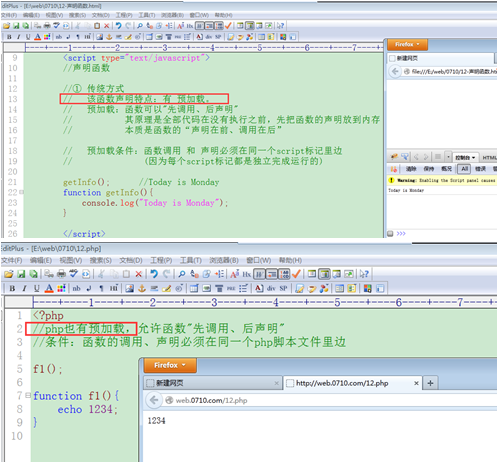 ditPlus - [E:\web\0710\12-声明函数.html]
文件(F) 编辑(E) 视图(V) 搜索(S) 文档(D) 工程(P) 工具(T) 浏览器(B) 窗口(W) 帮助(H)
----+----1----+----2----+----3----+----4----+----5----+----
9 <script type="text/javascript">
10 //声明函数
11
12 //① 传统方式
13 // 该函数声明特点：有 预加载。
14 // 预加载：函数可以"先调用、后声明"
15 // 其原理是全部代码在没有执行之前，先把函数的声明放到内存
16 // 本质是函数的“声明在前、调用在后”
17
18 // 预加载条件：函数调用 和 声明必须在同一个script标记里边
19 // （因为每个script标记都是独立完成运行的）
20
21 getInfo(); //Today is Monday
22 function getInfo(){
23 console.log("Today is Monday");
24 }
25
26 </script>
Firefox
新建网页
file:///E:/web/0710/12-声明函
控制台 HTML
清除 保持 概况 All 错误
Warning: Enabling the Script panel causes
Today is Monday
>>>
ditPlus - [E:\web\0710\12.php]
文件(F) 编辑(E) 视图(V) 搜索(S) 文档(D) 工程(P) 工具(T) 浏览器(B) 窗口(W) 帮助(H)
----+----1----+----2----+----3----+----4----+----5----+----6----+----7--
1 <?php
2 //php也有预加载，允许函数"先调用、后声明"
3 //条件：函数的调用、声明必须在同一个php脚本文件里边
4
5 f1();
6
7 function f1(){
8 echo 1234;
9 }
10
Firefox
新建网页
http://web.0710.com/12.php
web.0710.com/12.php
1234